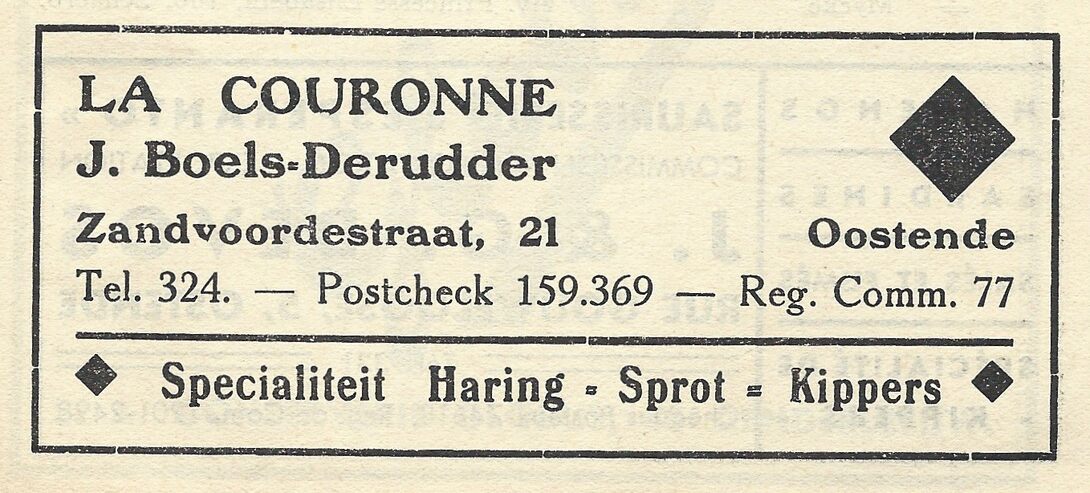 LA COURONNE
J. Boels-Derudder
Zandvoordestraat, 21 Oostende
Tel. 324. — Postcheck 159.369 — Reg. Comm. 77
Specialiteit Haring - Sprot - Kippers